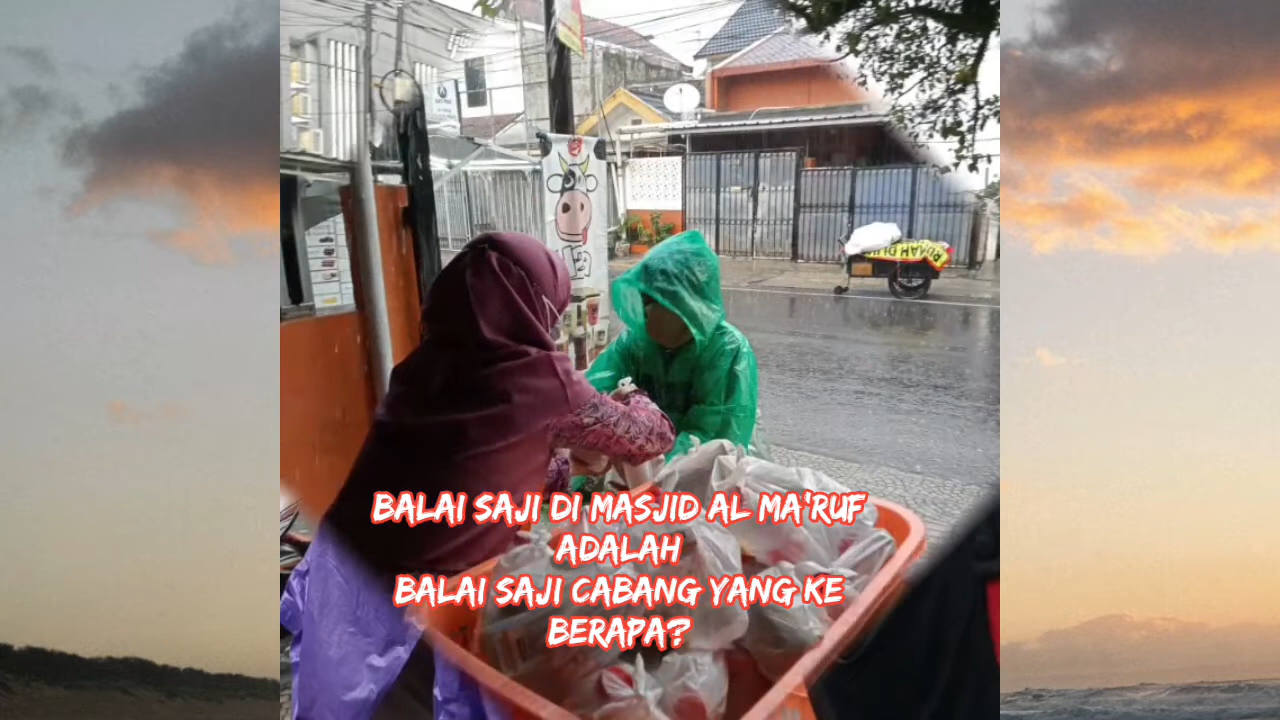 BALAI SAJI DI MASJID AL MA'RUF
ADALAH
BALAI SAJI CABANG YANG KE
BERAPA?